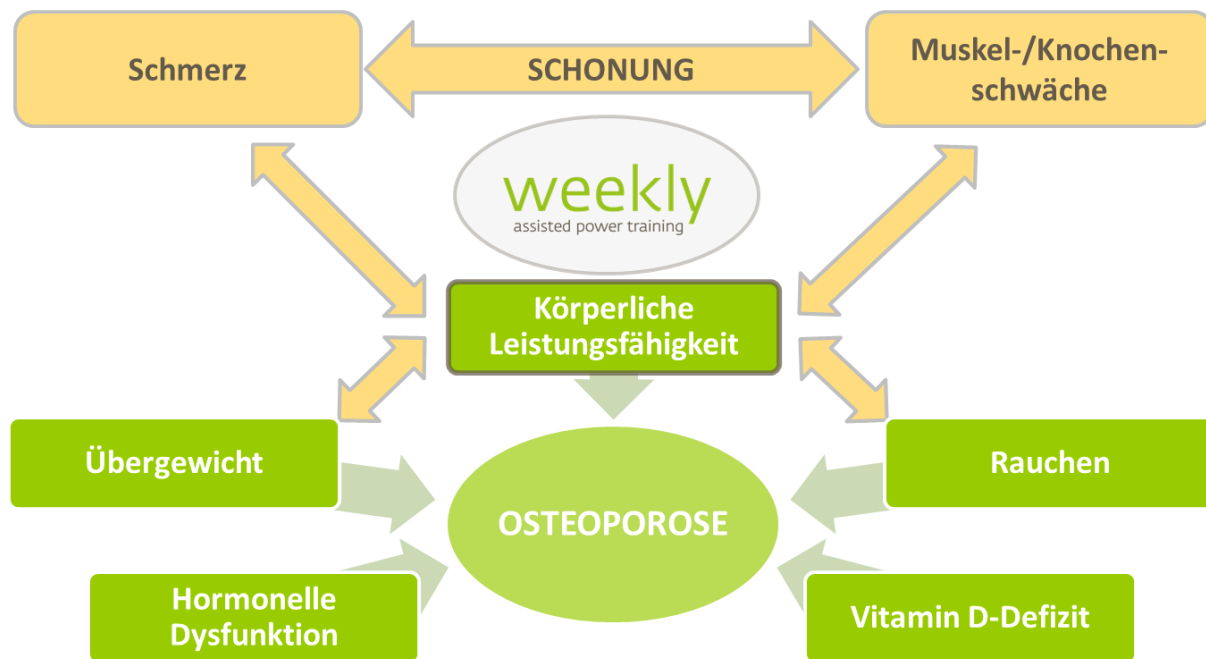 Schmerz
SCHONUNG
Muskel-/Knochen-
schwäche
weekly
assisted power training
Körperliche
Leistungsfähigkeit
Übergewicht
Rauchen
OSTEOPOROSE
Hormonelle
Dysfunktion
Vitamin D-Defizit